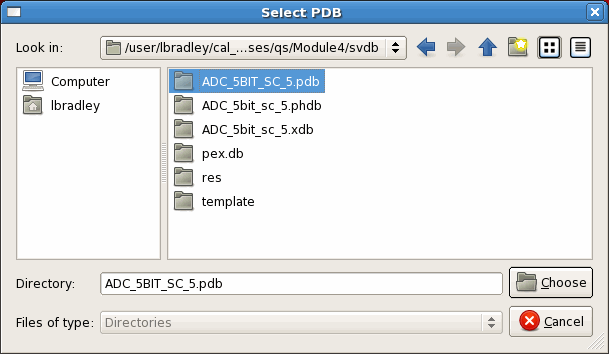 Select PDB
Look in: /user/lbradley/cal_...ses/qs/Module4/svdb
Computer
lbradley
ADC_5BIT_SC_5.pdb
ADC_5bit_sc_5.phdb
ADC_5bit_sc_5.xdb
pex.db
res
template
Directory: ADC_5BIT_SC_5.pdb
Choose
Files of type: Directories
Cancel